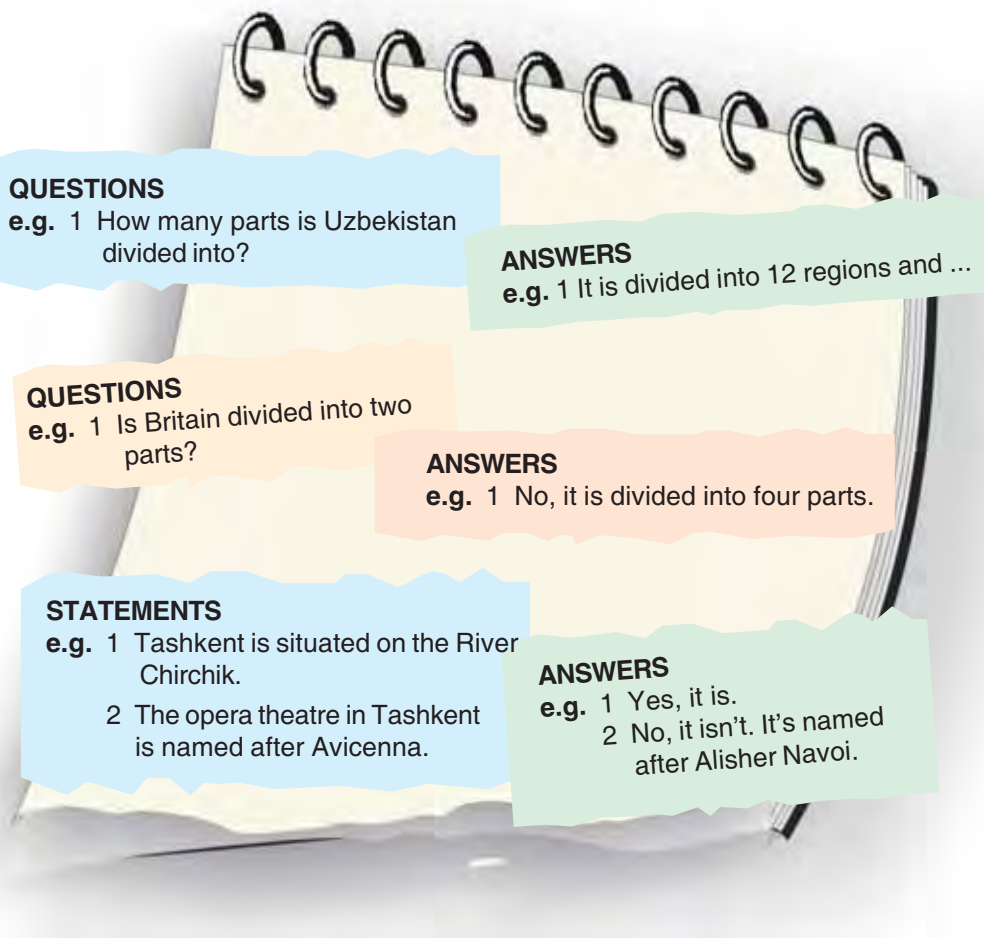 QUESTIONS
e.g. 1 How many parts is Uzbekistan
divided into?
ANSWERS
e.g. 1 It is divided into 12 regions and ...
QUESTIONS
e.g. 1 Is Britain divided into two
parts?
ANSWERS
e.g. 1 No, it is divided into four parts.
STATEMENTS
e.g. 1 Tashkent is situated on the River
Chirchik.
2 The opera theatre in Tashkent
is named after Avicenna.
ANSWERS
e.g. 1 Yes, it is.
2 No, it isn't. It's named
after Alisher Navoi.